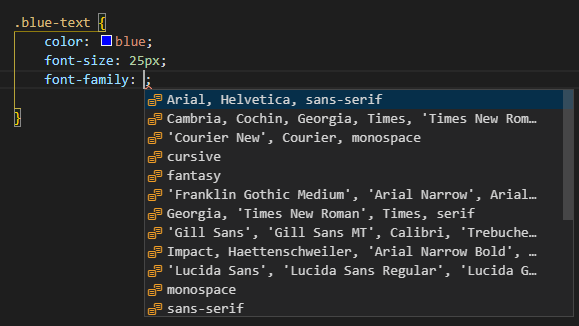 .blue-text {
color: blue;
font-size: 25px;
font-family: ;
Arial, Helvetica, sans-serif
Cambria, Cochin, Georgia, Times, 'Times New Rom…
'Courier New', Courier, monospace
cursive
fantasy
'Franklin Gothic Medium', 'Arial Narrow', Arial…
Georgia, 'Times New Roman', Times, serif
'Gill Sans', 'Gill Sans MT', Calibri, 'Trebuche…
Impact, Haettenschweiler, 'Arial Narrow Bold', …
'Lucida Sans', 'Lucida Sans Regular', 'Lucida G…
monospace
sans-serif
}